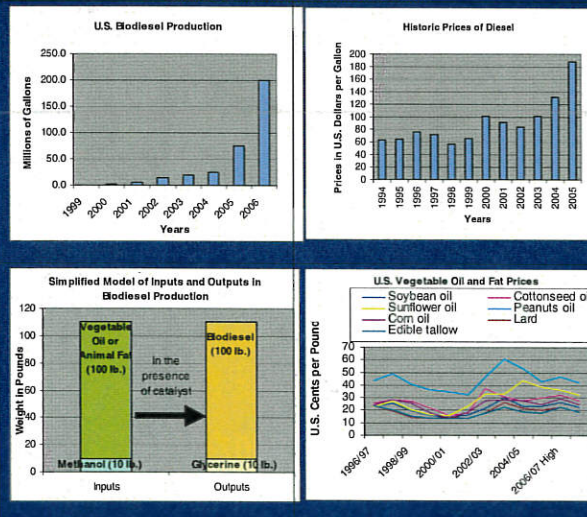 U.S. Biodiesel Production
Millions of Gallons
250.0
200.0
150.0
100.0
50.0
0.0
1999
2000
2001
2002
2003
2004
2005
2006
Years
Historic Prices of Diesel
Prices in U.S. Dollars per Gallon
200
180
160
140
120
100
80
60
40
20
0
1994
1995
1996
1997
1998
1999
2000
2001
2002
2003
2004
2005
Years
Simplified Model of Inputs and Outputs in
Biodiesel Production
Weight in Pounds
120
100
80
60
40
20
0
Vegetable
Oil or
Animal Fat
(100 lb.)
Methanol (10 lb.)
In the
presence
of catalyst
Biodiesel
(100 lb.)
Glycerine (10 lb.)
Inputs
Outputs
U.S. Vegetable Oil and Fat Prices
Soybean oil
Cottonseed o
Sunflower oil
Peanuts oil
Corn oil
Lard
Edible tallow
U.S. Cents per Pound
70
60
50
40
30
20
10
0
1996/97
1998/99
2000/01
2002/03
2004/05
2006/07 High